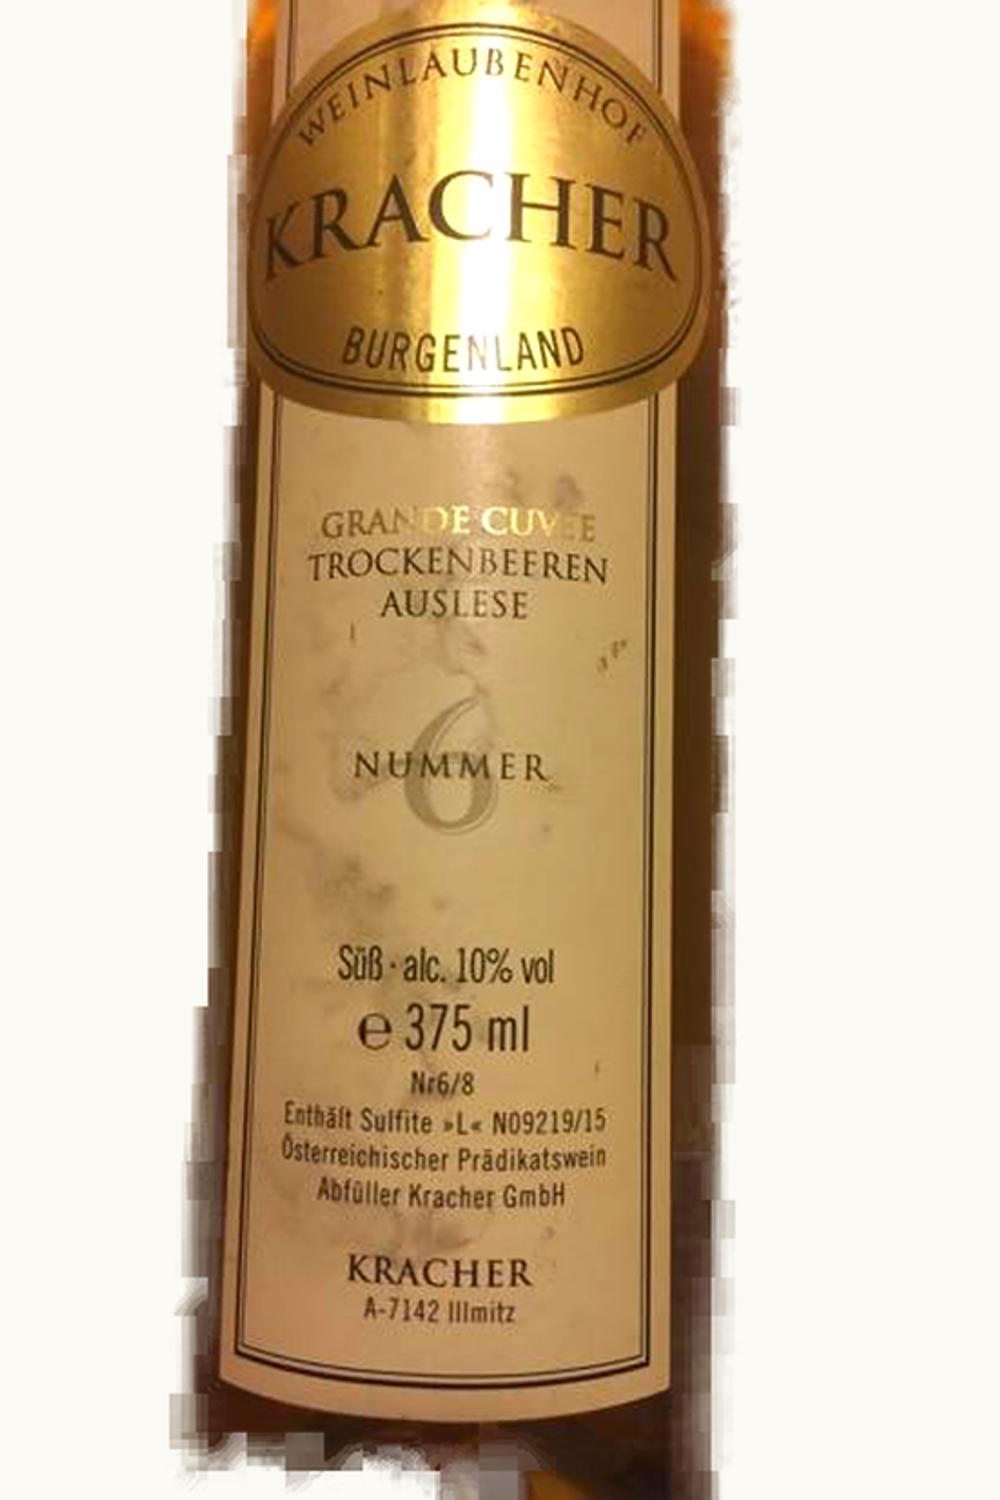 WEINLAUBENHOF
KRACHER
BURGENLAND
GRANDE CUVEE
TROCKENBEEREN
AUSLESE
6
NUMMER
Süß · alc. 10% vol
℮ 375 ml
Nr6/8
Enthält Sulfite »L« N09219/15
Österreichischer Prädikatswein
Abfüller Kracher GmbH
KRACHER
A-7142 Illmitz